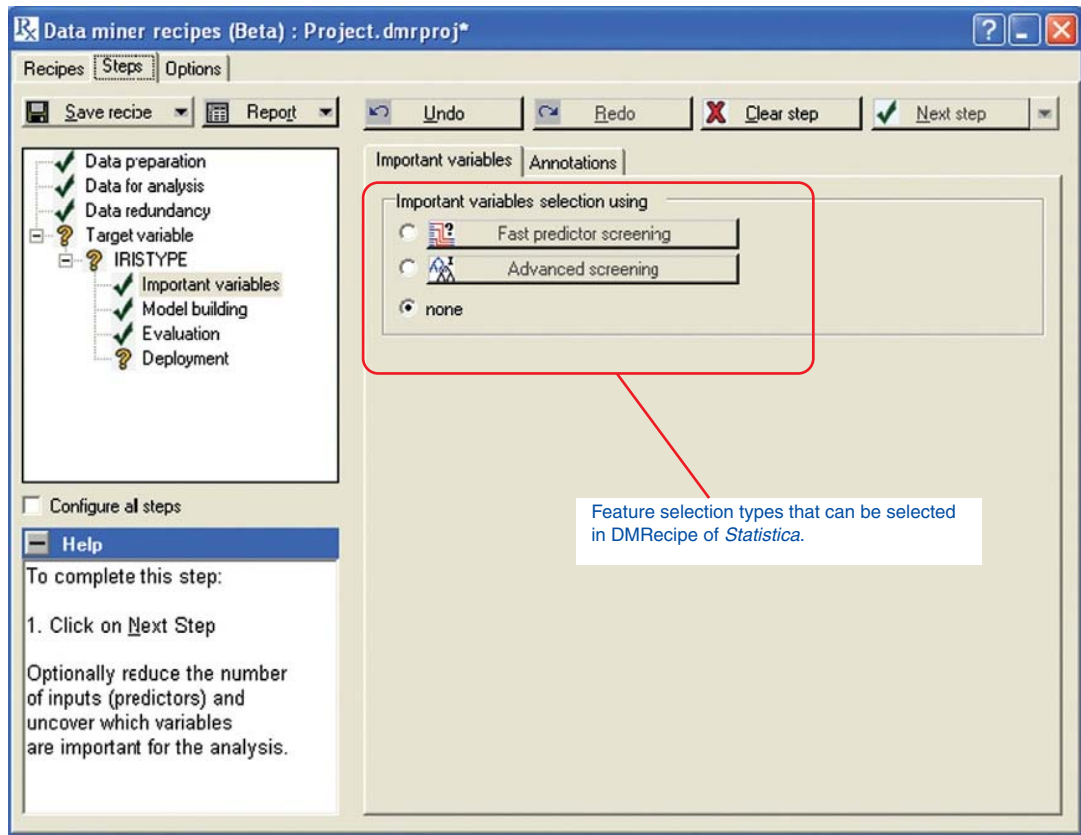 Data miner recipes (Beta) : Project.dmrproj*
Recipes Steps Options
Save recipe Report Undo Redo Clear step Next step
Data preparation
Data for analysis
Data redundancy
Target variable
IRISTYPE
Important variables
Model building
Evaluation
Deployment
Configure all steps
Help
To complete this step:
1. Click on Next Step
Optionally reduce the number
of inputs (predictors) and
uncover which variables
are important for the analysis.
Important variables Annotations
Important variables selection using
Fast predictor screening
Advanced screening
none
Feature selection types that can be selected
in DMRecipe of Statistica.